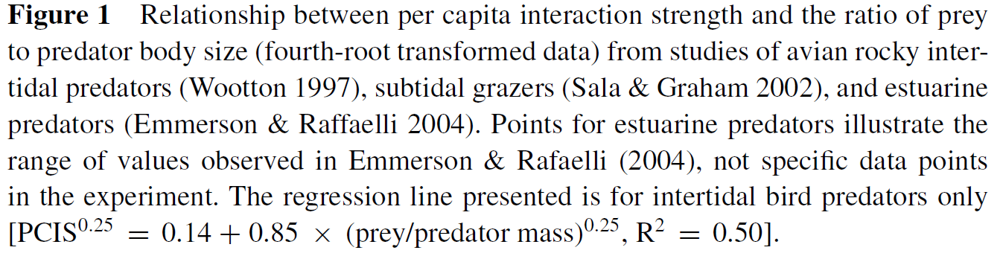 Figure 1 Relationship between per capita interaction strength and the ratio of prey
to predator body size (fourth-root transformed data) from studies of avian rocky inter-
tidal predators (Wootton 1997), subtidal grazers (Sala & Graham 2002), and estuarine
predators (Emmerson & Raffaelli 2004). Points for estuarine predators illustrate the
range of values observed in Emmerson & Rafaelli (2004), not specific data points
in the experiment. The regression line presented is for intertidal bird predators only
[PCIS^0.25 = 0.14 + 0.85 × (prey/predator mass)^0.25, R² = 0.50].